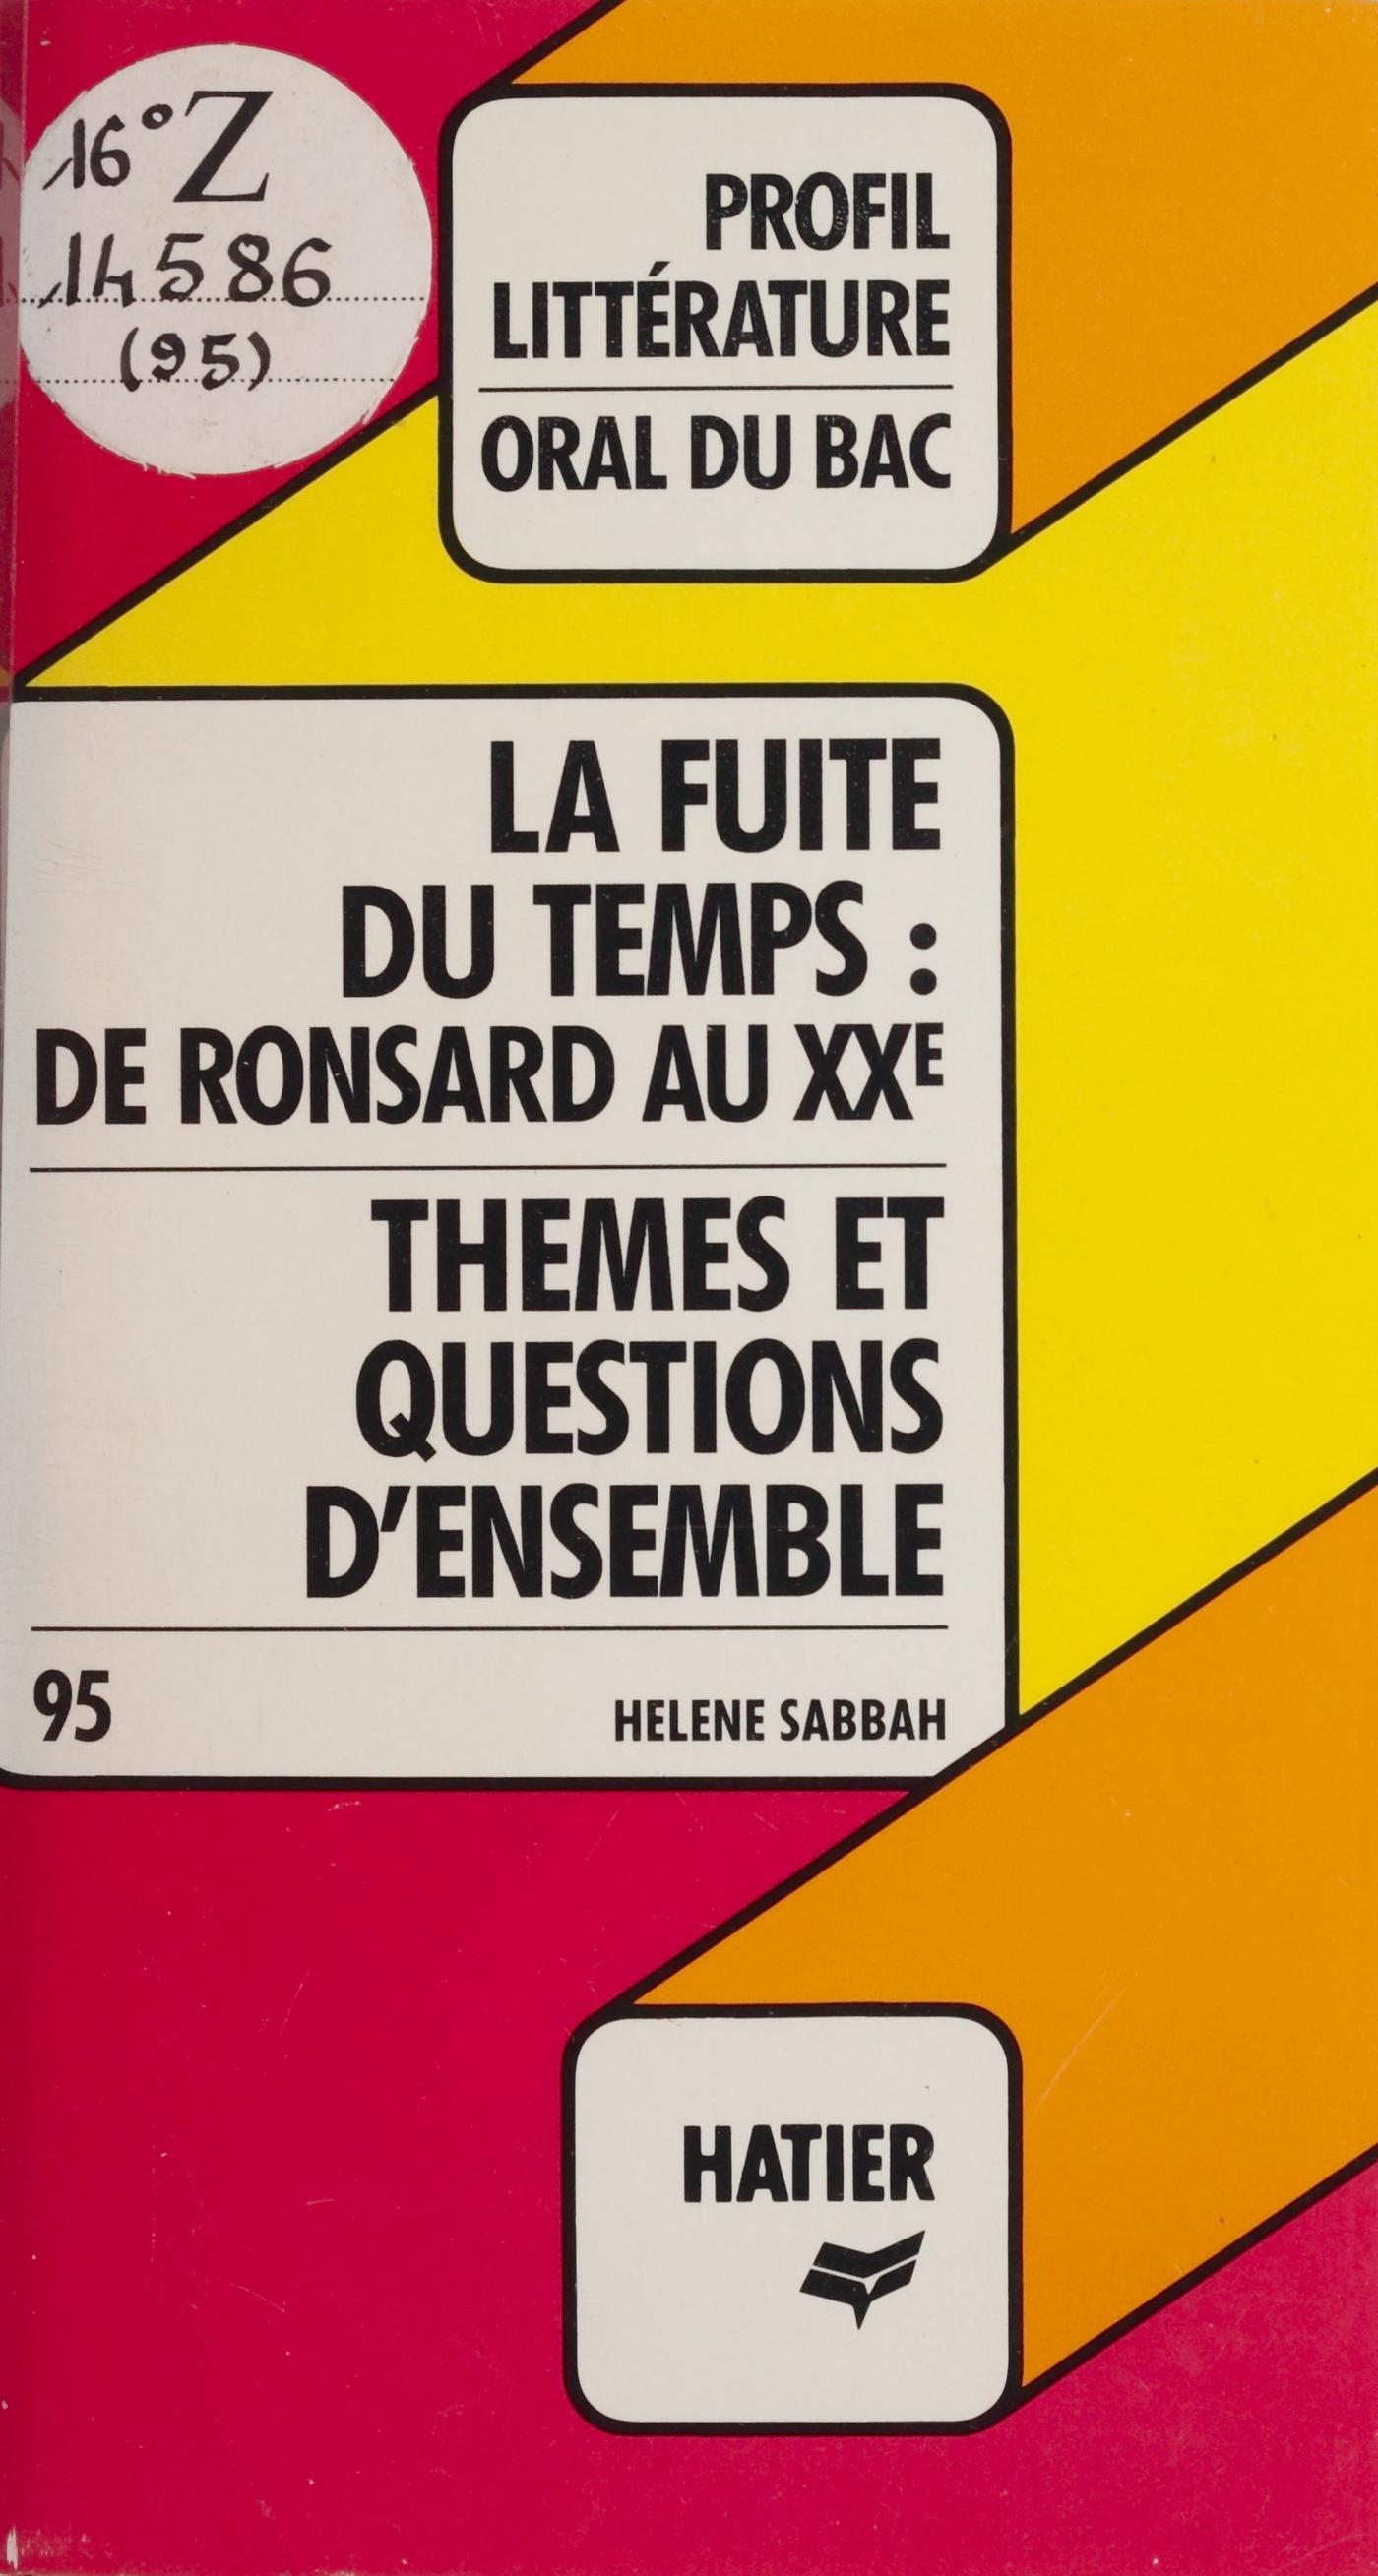 16° Z
14586
(95)
PROFIL
LITTÉRATURE
ORAL DU BAC
LA FUITE
DU TEMPS :
DE RONSARD AU XXE
THEMES ET
QUESTIONS
D'ENSEMBLE
95 HELENE SABBAH
HATIER